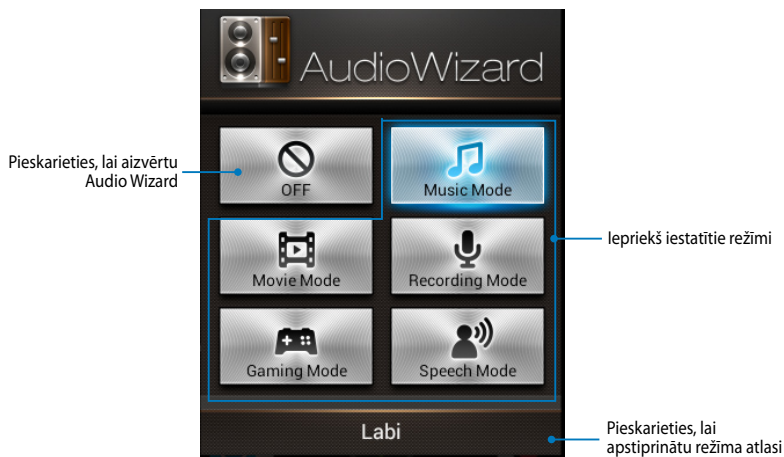 AudioWizard
Pieskarieties, lai aizvērtu
Audio Wizard
OFF
Music Mode
Iepriekš iestatītie režīmi
Movie Mode
Recording Mode
Gaming Mode
Speech Mode
Labi
Pieskarieties, lai
apstiprinātu režīma atlasi